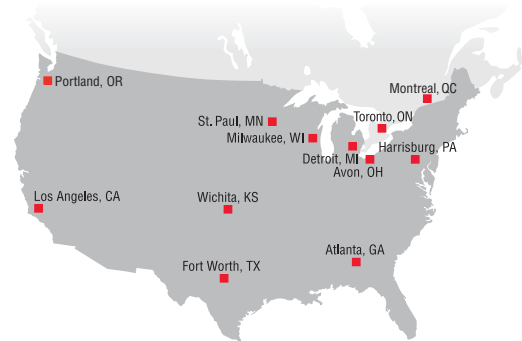 Portland, OR
Montreal, QC
St. Paul, MN
Toronto, ON
Milwaukee, WI
Harrisburg, PA
Detroit, MI
Avon, OH
Los Angeles, CA
Wichita, KS
Atlanta, GA
Fort Worth, TX